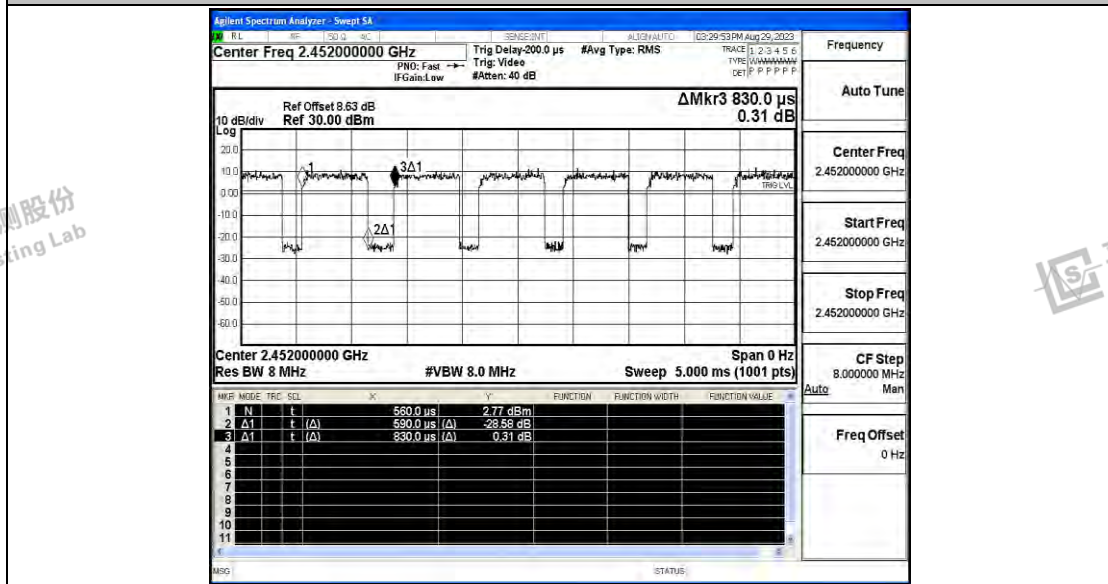 Agilent Spectrum Analyzer - Swept SA
RL RF 50 Ω AC SENSE:INT ALIGNAUTO 03:29:53 PM Aug 29, 2023
Center Freq 2.452000000 GHz
PNO: Fast
IFGain:Low
Trig Delay-200.0 µs
Trig: Video
#Atten: 40 dB
#Avg Type: RMS
TRACE 1 2 3 4 5 6
TYPE
DET P P P P P P
Ref Offset 8.63 dB
10 dB/div Ref 30.00 dBm
Log
ΔMkr3 830.0 µs
0.31 dB
20.0
10.0
0.00
-10.0
-20.0
-30.0
-40.0
-50.0
-60.0
1
3Δ1
2Δ1
TRIG LVL
Center 2.452000000 GHz Span 0 Hz
Res BW 8 MHz #VBW 8.0 MHz Sweep 5.000 ms (1001 pts)
MKR MODE TRC SCL X Y FUNCTION FUNCTION WIDTH FUNCTION VALUE
1 N t 560.0 µs 2.77 dBm
2 Δ1 t (Δ) 590.0 µs (Δ) -28.58 dB
3 Δ1 t (Δ) 830.0 µs (Δ) 0.31 dB
4
5
6
7
8
9
10
11
MSG STATUS
Frequency
Auto Tune
Center Freq
2.452000000 GHz
Start Freq
2.452000000 GHz
Stop Freq
2.452000000 GHz
CF Step
8.000000 MHz
Auto Man
Freq Offset
0 Hz
股份
sting Lab